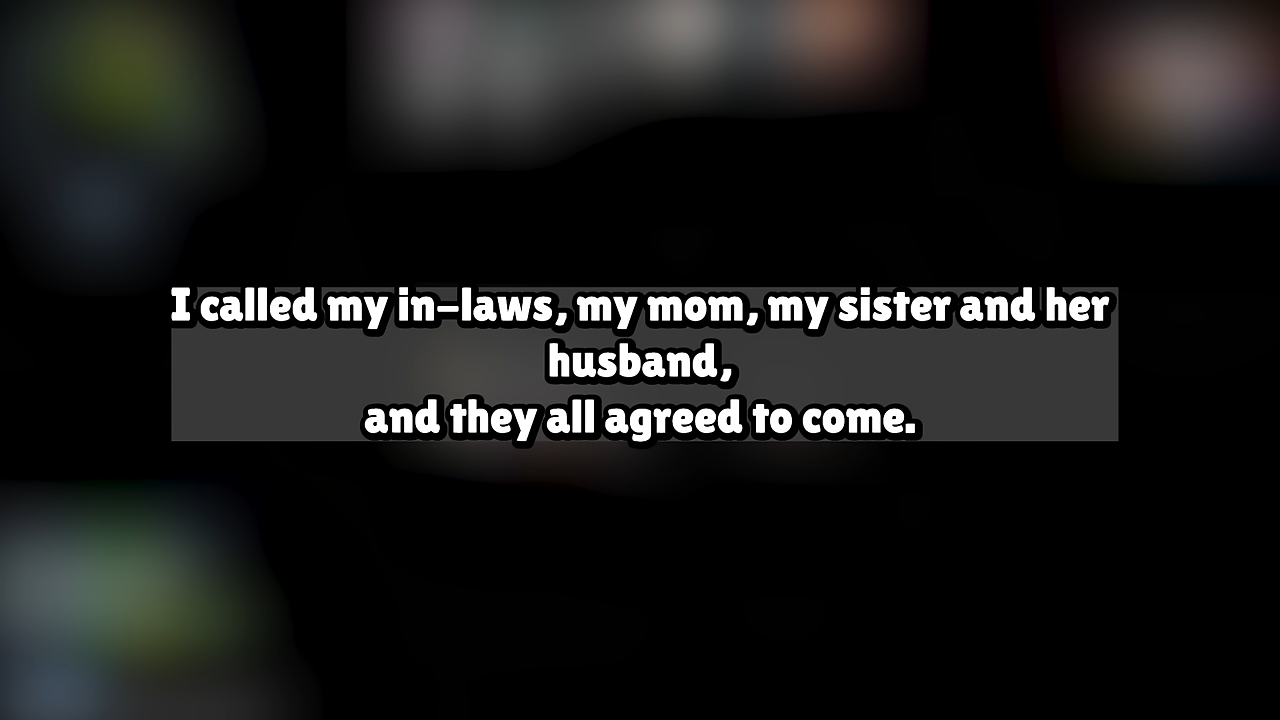 I called my in-laws, my mom, my sister and her
husband,
and they all agreed to come.